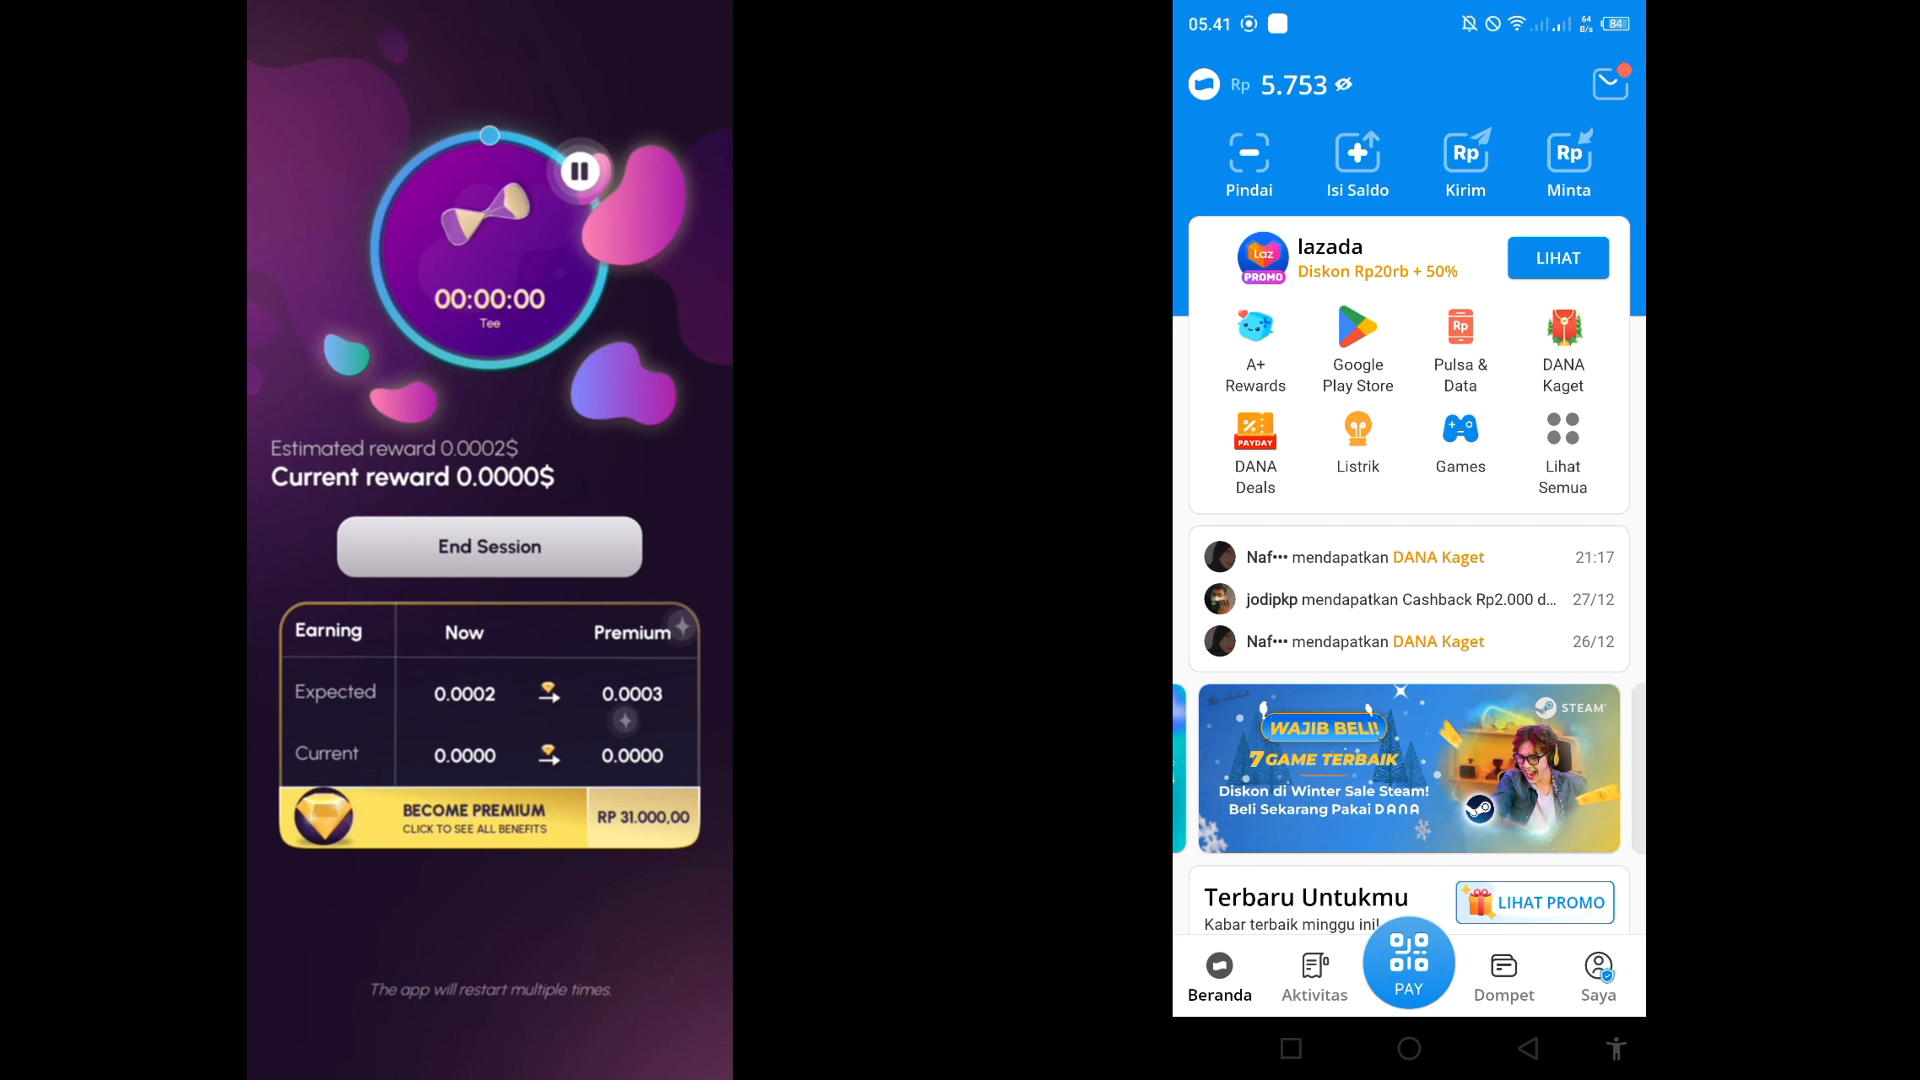 00:00:00
Tee
Estimated reward 0.0002$
Current reward 0.0000$
End Session
Earning Now Premium
Expected 0.0002 0.0003
Current 0.0000 0.0000
BECOME PREMIUM
CLICK TO SEE ALL BENEFITS
RP 31.000,00
The app will restart multiple times.
05.41
64
B/s
84
Rp 5.753
Pindai
Isi Saldo
Rp
Kirim
Rp
Minta
Laz
PROMO
lazada
Diskon Rp20rb + 50%
LIHAT
A+
Rewards
Google
Play Store
Rp
Pulsa &
Data
DANA
Kaget
PAYDAY
DANA
Deals
Listrik
Games
Lihat
Semua
Naf••• mendapatkan DANA Kaget 21:17
jodipkp mendapatkan Cashback Rp2.000 d... 27/12
Naf••• mendapatkan DANA Kaget 26/12
STEAM
WAJIB BELI!
7 GAME TERBAIK
Diskon di Winter Sale Steam!
Beli Sekarang Pakai DANA
Terbaru Untukmu
Kabar terbaik minggu ini!
LIHAT PROMO
Beranda
Aktivitas
PAY
Dompet
Saya